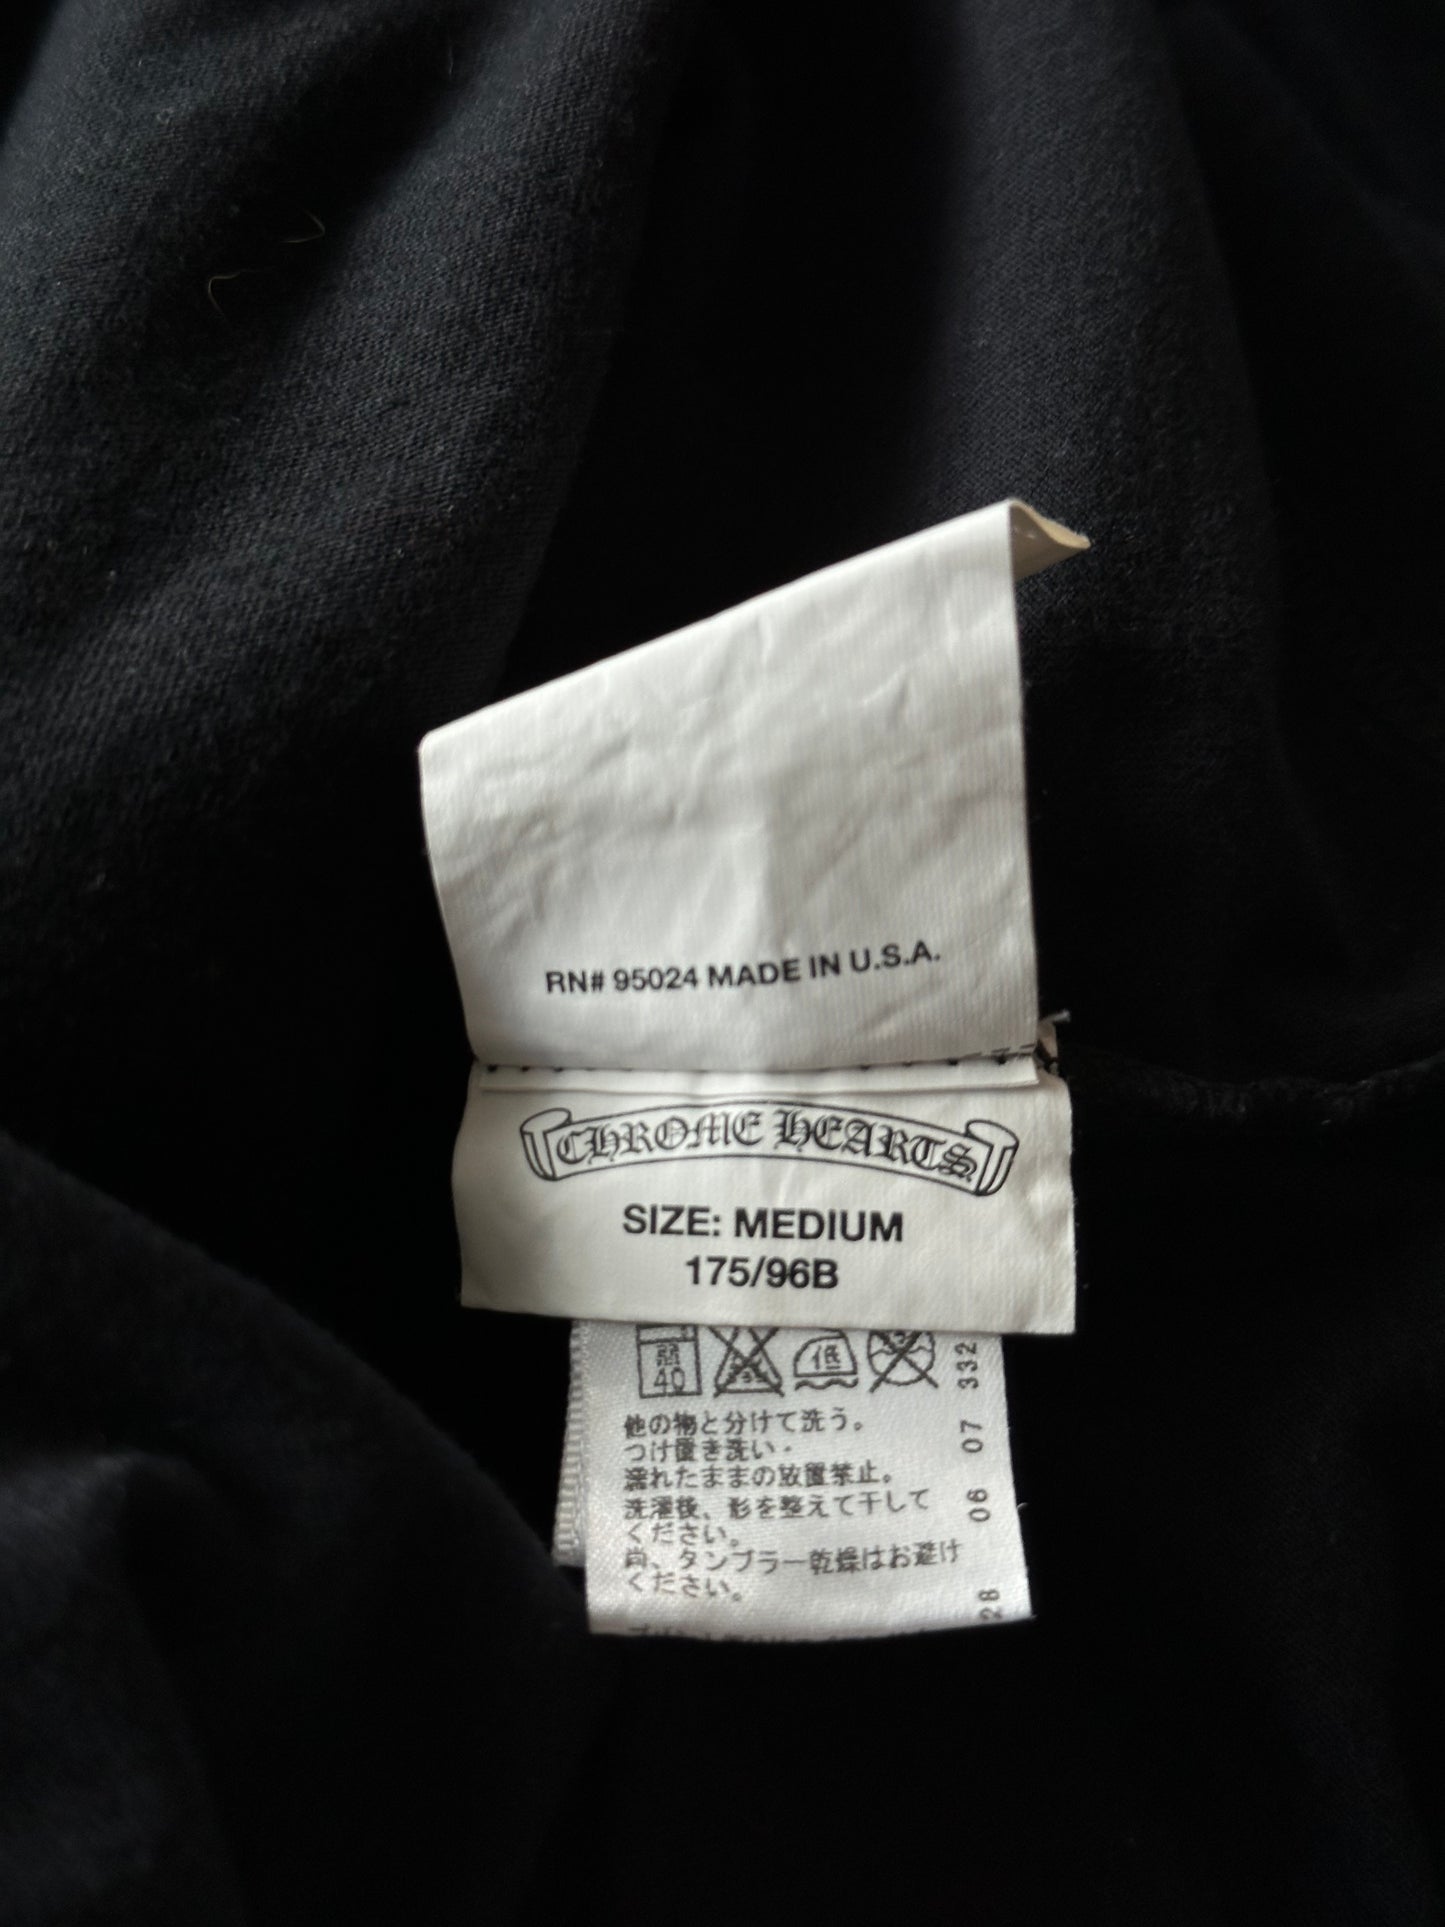 RN# 95024 MADE IN U.S.A.
CHROME HEARTS
SIZE: MEDIUM
175/96B
弱
40
低
他の物と分けて洗う。
つけ置き洗い・
濡れたままの放置禁止。
洗濯後、形を整えて干して
ください。
尚、タンブラー乾燥はお避け
ください。
28 06 07 332